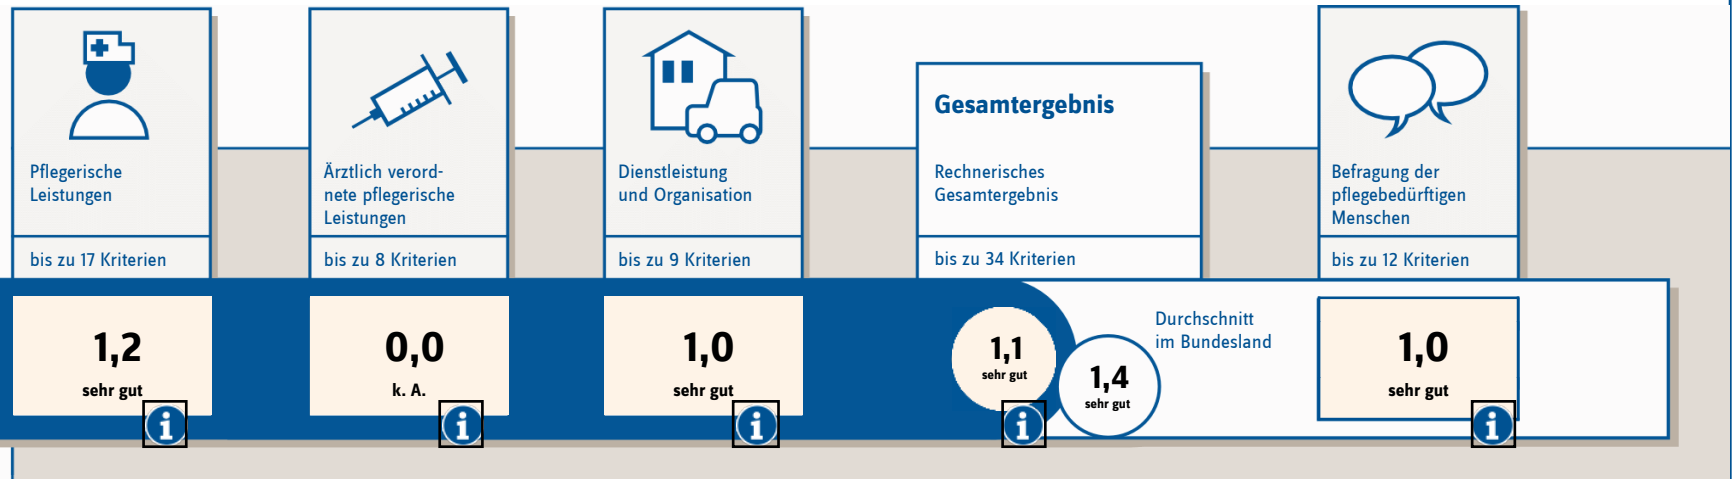 Pflegerische
Leistungen
bis zu 17 Kriterien
1,2
sehr gut
Ärztlich verord-
nete pflegerische
Leistungen
bis zu 8 Kriterien
0,0
k. A.
Dienstleistung
und Organisation
bis zu 9 Kriterien
1,0
sehr gut
Gesamtergebnis
Rechnerisches
Gesamtergebnis
bis zu 34 Kriterien
1,1
sehr gut
1,4
sehr gut
Durchschnitt
im Bundesland
Befragung der
pflegebedürftigen
Menschen
bis zu 12 Kriterien
1,0
sehr gut